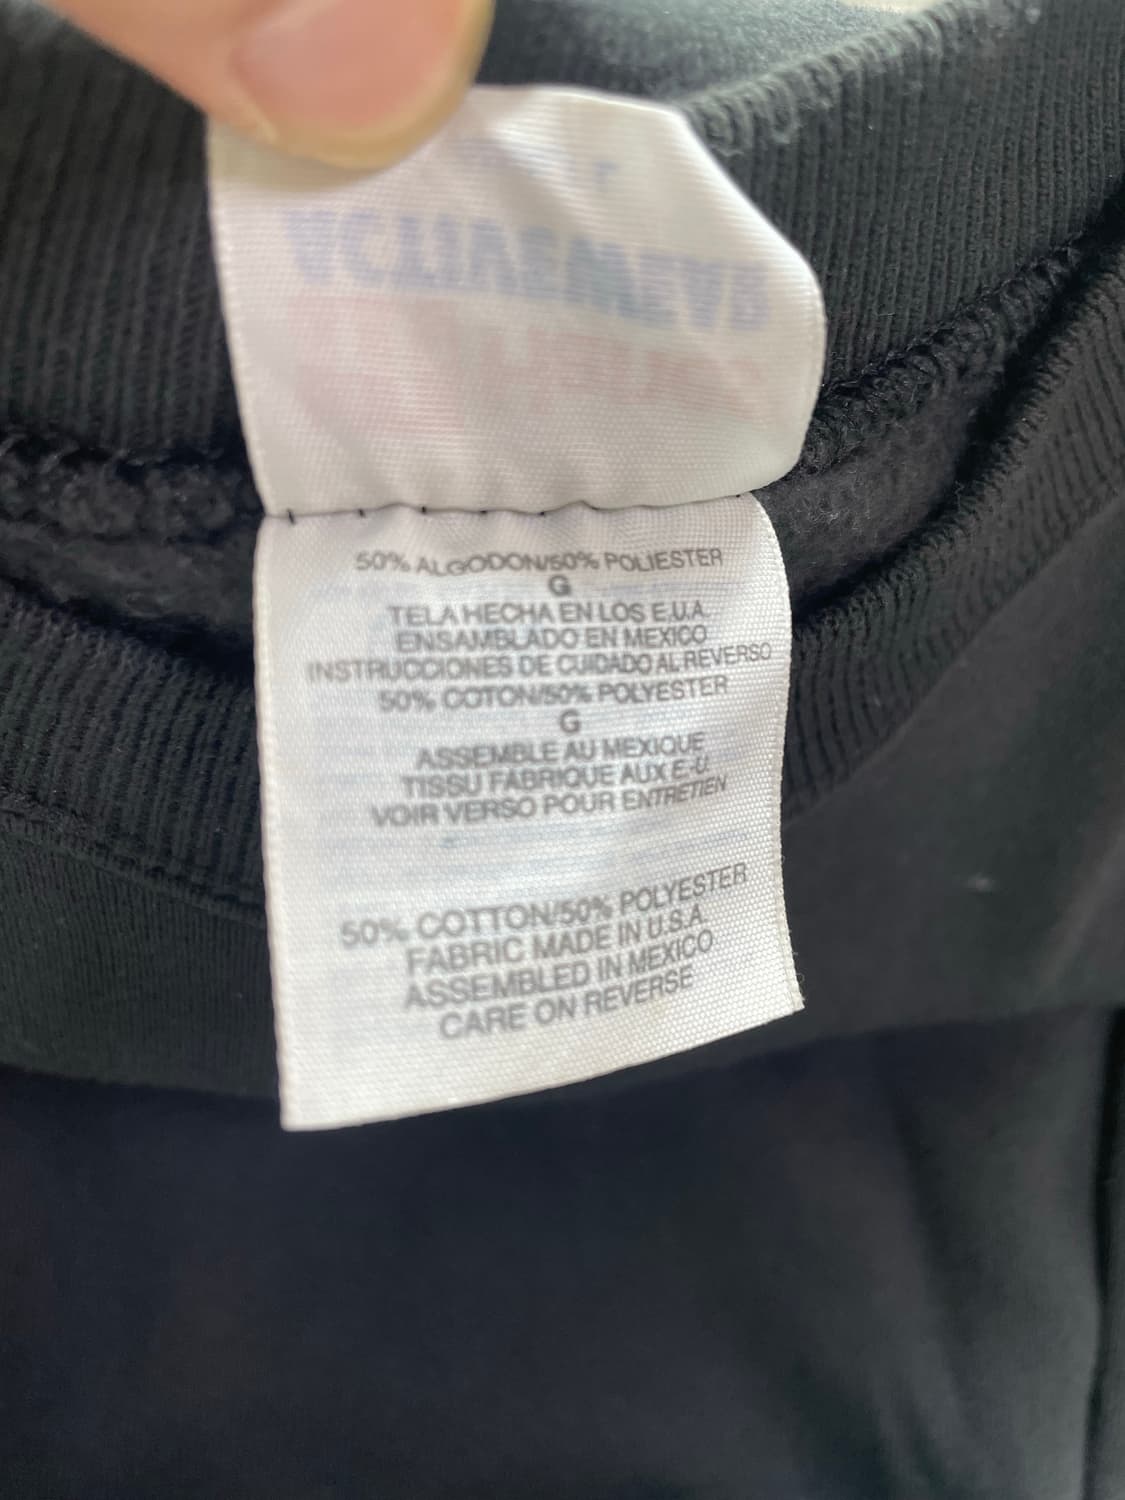 ACTIVEWEAR
50% ALGODON/50% POLIESTER
G
TELA HECHA EN LOS E.U.A.
ENSAMBLADO EN MEXICO
INSTRUCCIONES DE CUIDADO AL REVERSO
50% COTON/50% POLYESTER
G
ASSEMBLE AU MEXIQUE
TISSU FABRIQUE AUX E-U
VOIR VERSO POUR ENTRETIEN
50% COTTON/50% POLYESTER
FABRIC MADE IN U.S.A.
ASSEMBLED IN MEXICO
CARE ON REVERSE